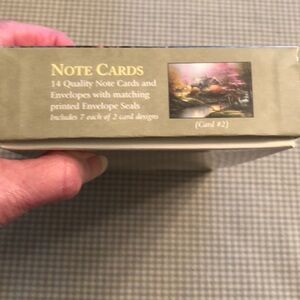 NOTE CARDS
14 Quality Note Cards and
Envelopes with matching
printed Envelope Seals
Includes 7 each of 2 card designs
(Card #2)